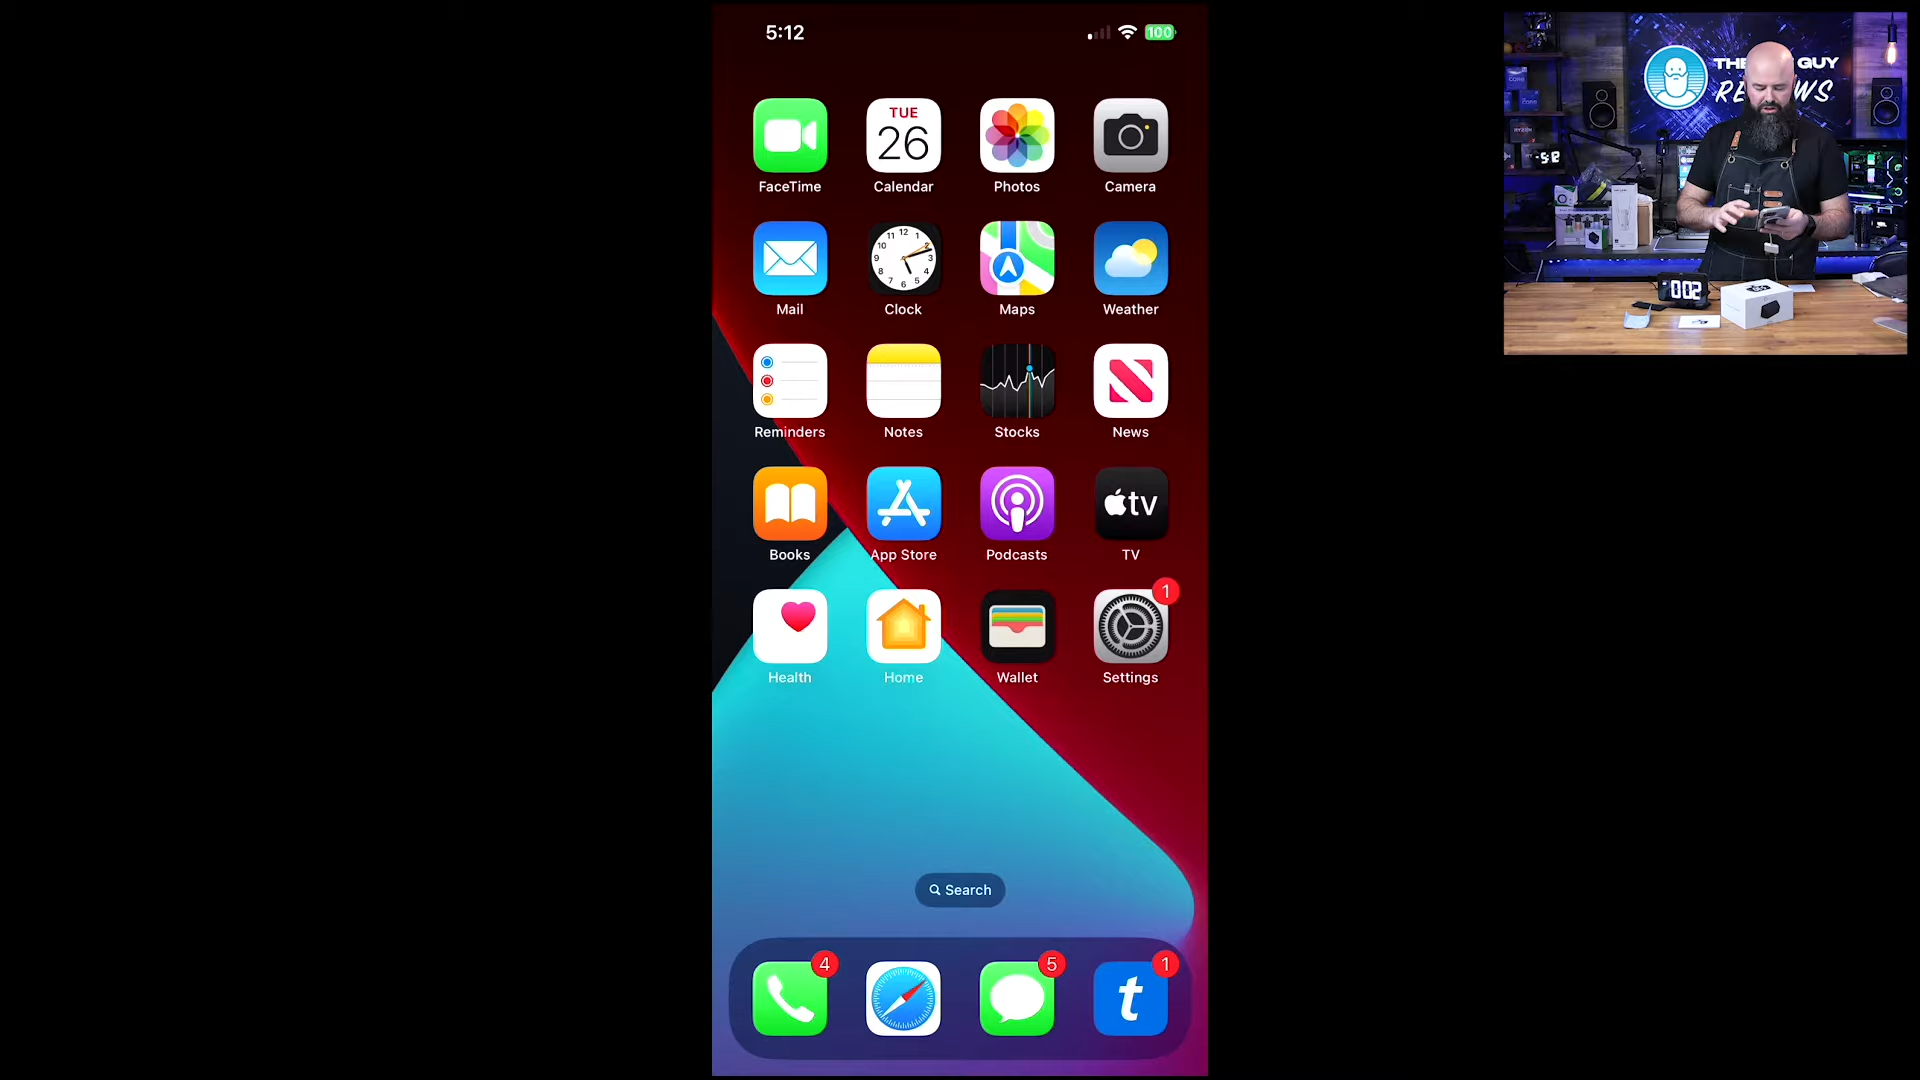 5:12
100
TUE
26
FaceTime
Calendar
Photos
Camera
Mail
Clock
Maps
Weather
Reminders
Notes
Stocks
News
tv
Books
App Store
Podcasts
TV
1
Health
Home
Wallet
Settings
Search
4
5
1
t
THE
GUY
002